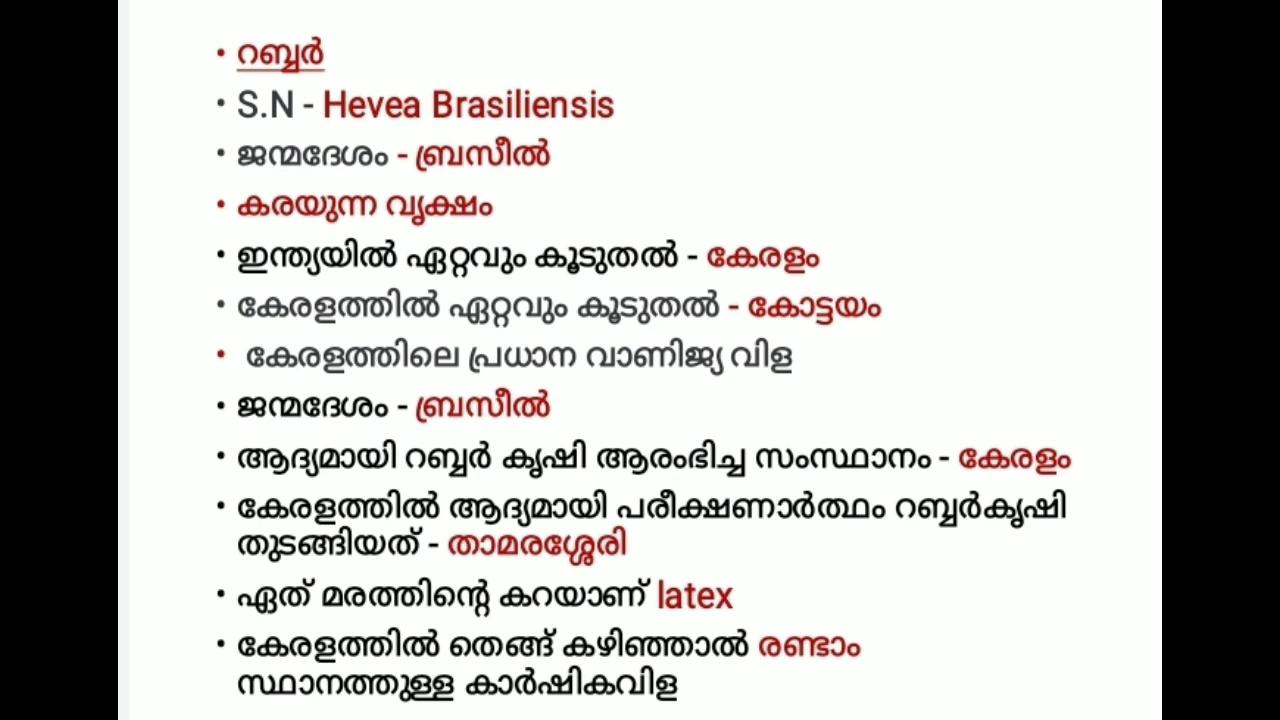 • റബ്ബർ
• S.N - Hevea Brasiliensis
• ജന്മദേശം - ബ്രസീൽ
• കരയുന്ന വൃക്ഷം
• ഇന്ത്യയിൽ ഏറ്റവും കൂടുതൽ - കേരളം
• കേരളത്തിൽ ഏറ്റവും കൂടുതൽ - കോട്ടയം
• കേരളത്തിലെ പ്രധാന വാണിജ്യ വിള
• ജന്മദേശം - ബ്രസീൽ
• ആദ്യമായി റബ്ബർ കൃഷി ആരംഭിച്ച സംസ്ഥാനം - കേരളം
• കേരളത്തിൽ ആദ്യമായി പരീക്ഷണാർത്ഥം റബ്ബർകൃഷി
തുടങ്ങിയത് - താമരശ്ശേരി
• ഏത് മരത്തിന്റെ കറയാണ് latex
• കേരളത്തിൽ തെങ്ങ് കഴിഞ്ഞാൽ രണ്ടാം
സ്ഥാനത്തുള്ള കാർഷികവിള